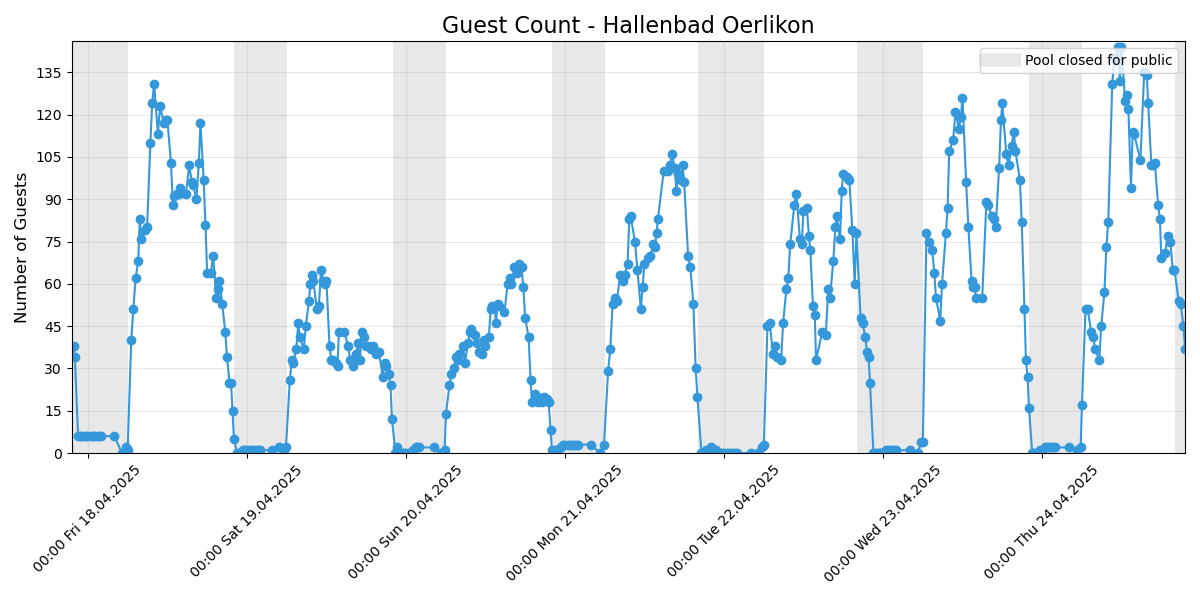 Guest Count - Hallenbad Oerlikon
Pool closed for public
Number of Guests
135
120
105
90
75
60
45
30
15
0
00:00 Fri 18.04.2025
00:00 Sat 19.04.2025
00:00 Sun 20.04.2025
00:00 Mon 21.04.2025
00:00 Tue 22.04.2025
00:00 Wed 23.04.2025
00:00 Thu 24.04.2025